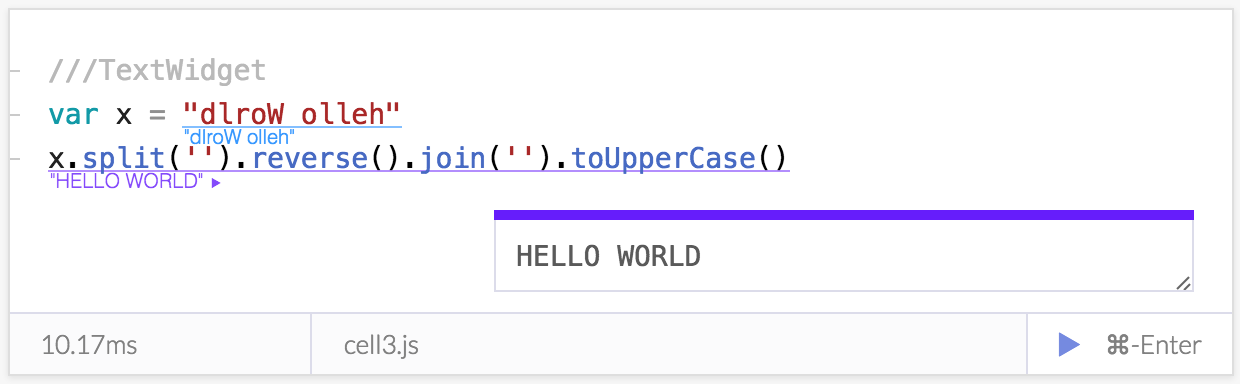 ///TextWidget
var x = "dlroW olleh"
"dlroW olleh"
x.split('').reverse().join('').toUpperCase()
"HELLO WORLD" ▸
HELLO WORLD
10.17ms cell3.js ⌘-Enter